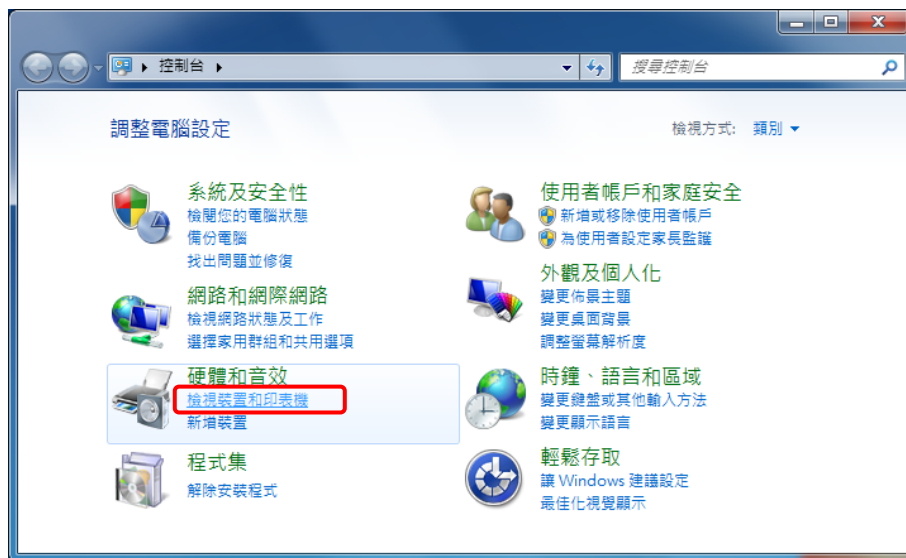 控制台
搜尋控制台
調整電腦設定
檢視方式: 類別
系統及安全性
檢閱您的電腦狀態
備份電腦
找出問題並修復
網路和網際網路
檢視網路狀態及工作
選擇家用群組和共用選項
硬體和音效
檢視裝置和印表機
新增裝置
程式集
解除安裝程式
使用者帳戶和家庭安全
新增或移除使用者帳戶
為使用者設定家長監護
外觀及個人化
變更佈景主題
變更桌面背景
調整螢幕解析度
時鐘、語言和區域
變更鍵盤或其他輸入方法
變更顯示語言
輕鬆存取
讓 Windows 建議設定
最佳化視覺顯示